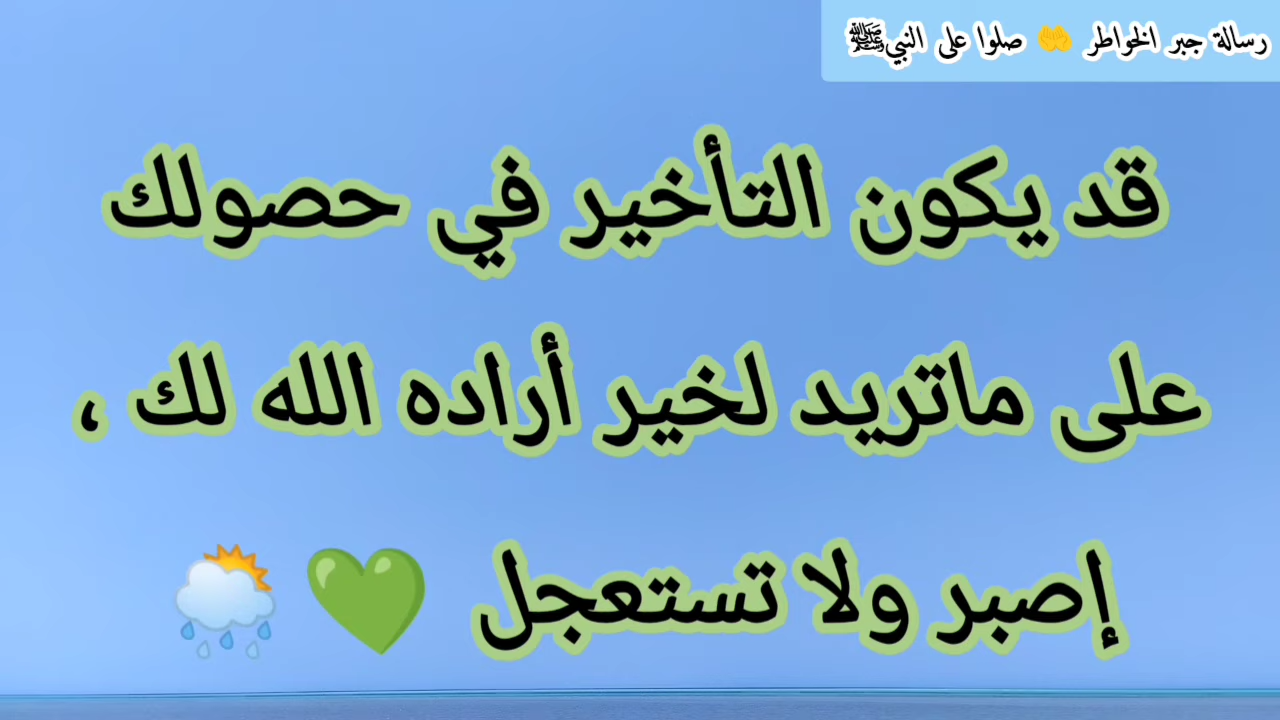 رسالة جبر الخواطر 🤲 صلوا على النبيﷺ
قد يكون التأخير في حصولك
على ماتريد لخير أراده الله لك ،
إصبر ولا تستعجل 💚 🌦